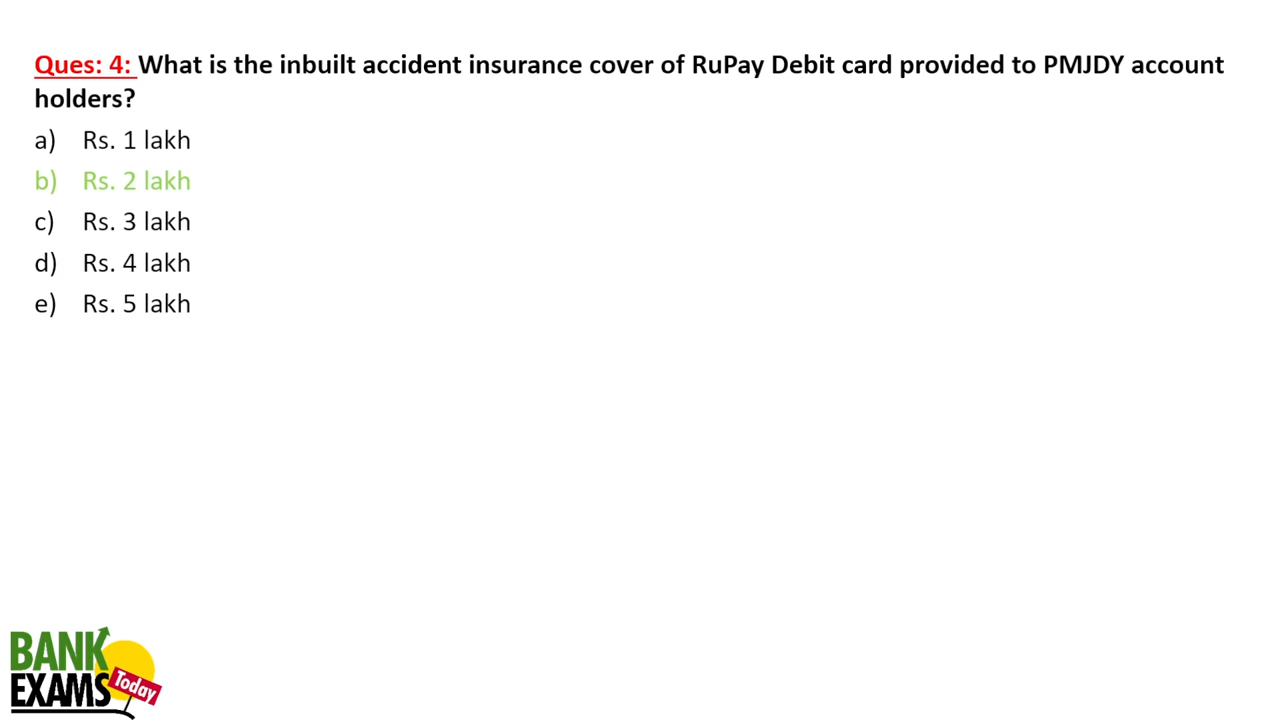 Ques: 4: What is the inbuilt accident insurance cover of RuPay Debit card provided to PMJDY account
holders?
a) Rs. 1 lakh
b) Rs. 2 lakh
c) Rs. 3 lakh
d) Rs. 4 lakh
e) Rs. 5 lakh
BANK
EXAMS
Today